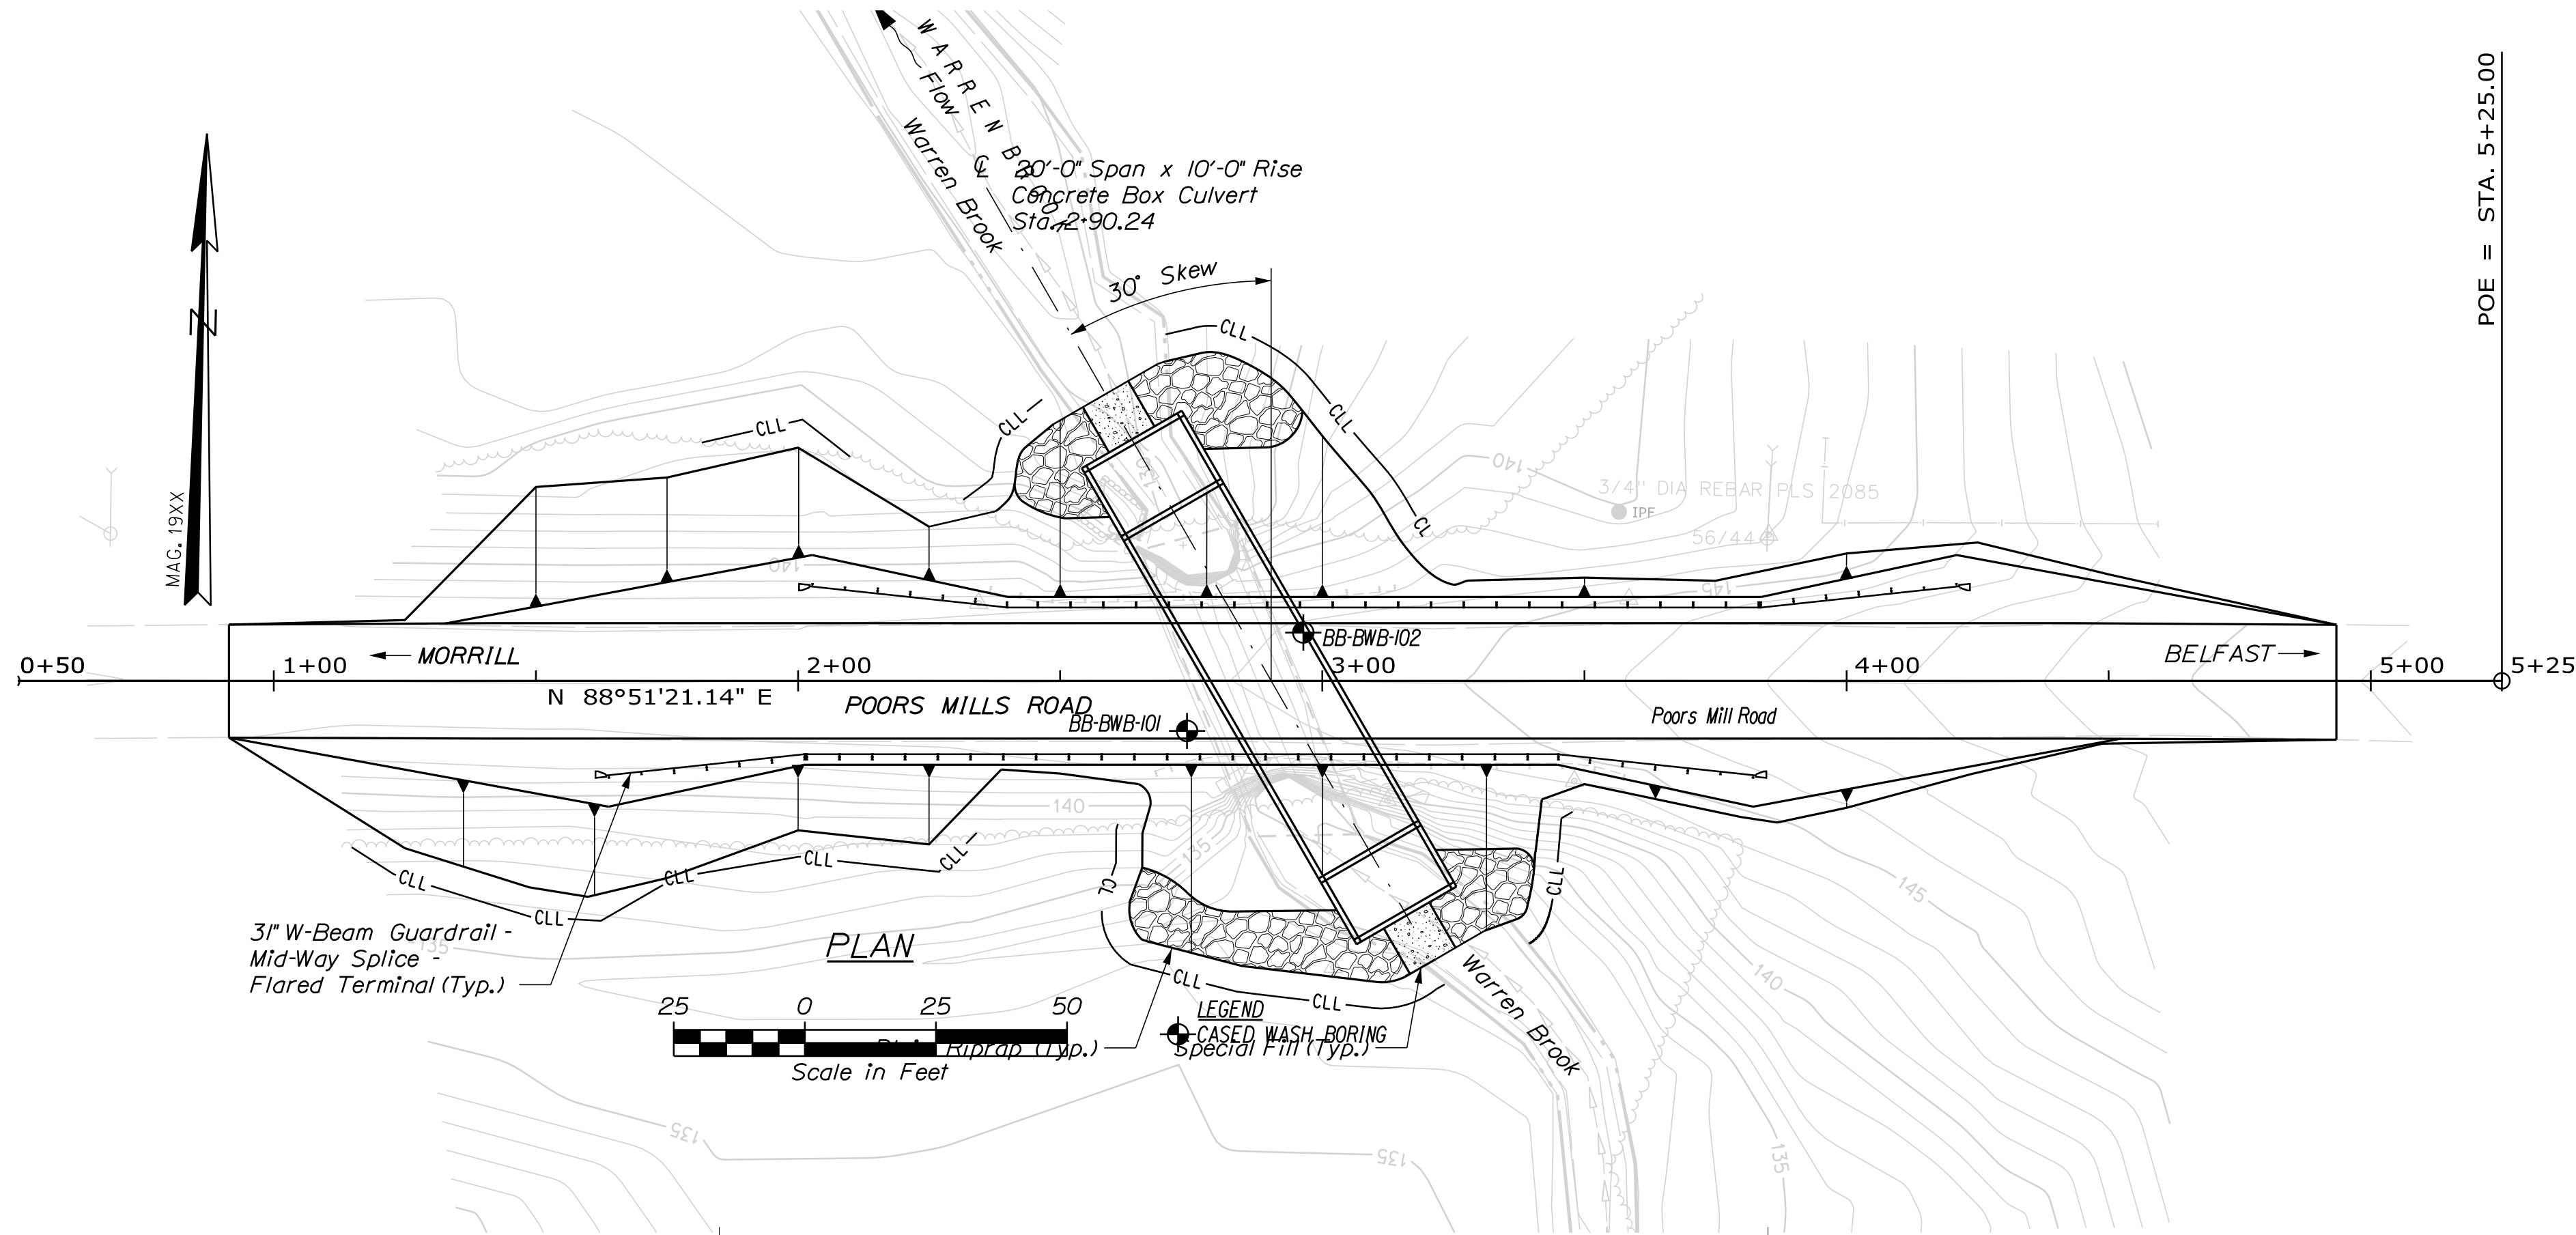 WARREN BROOK
Flow
Warren Brook
℄ 20'-0" Span x 10'-0" Rise
Concrete Box Culvert
Sta. 2+90.24
30° Skew
POE = STA. 5+25.00
N
MAG. 19XX
CLL
CLL
CLL
CLL
CL
130
140
140
3/4" DIA REBAR PLS 2085
IPF
56/44
145
BB-BWB-102
0+50
1+00
← MORRILL
2+00
3+00
4+00
BELFAST →
5+00
5+25
N 88°51'21.14" E
POORS MILLS ROAD
BB-BWB-101
Poors Mill Road
140
135
CLL
CLL
CLL
CLL
CLL
CL
CLL
CLL
CLL
145
140
135
135
135
135
31" W-Beam Guardrail -
Mid-Way Splice -
Flared Terminal (Typ.)
PLAN
25 0 25 50
Scale in Feet
Riprap (Typ.)
LEGEND
CASED WASH BORING
Special Fill (Typ.)
Warren Brook